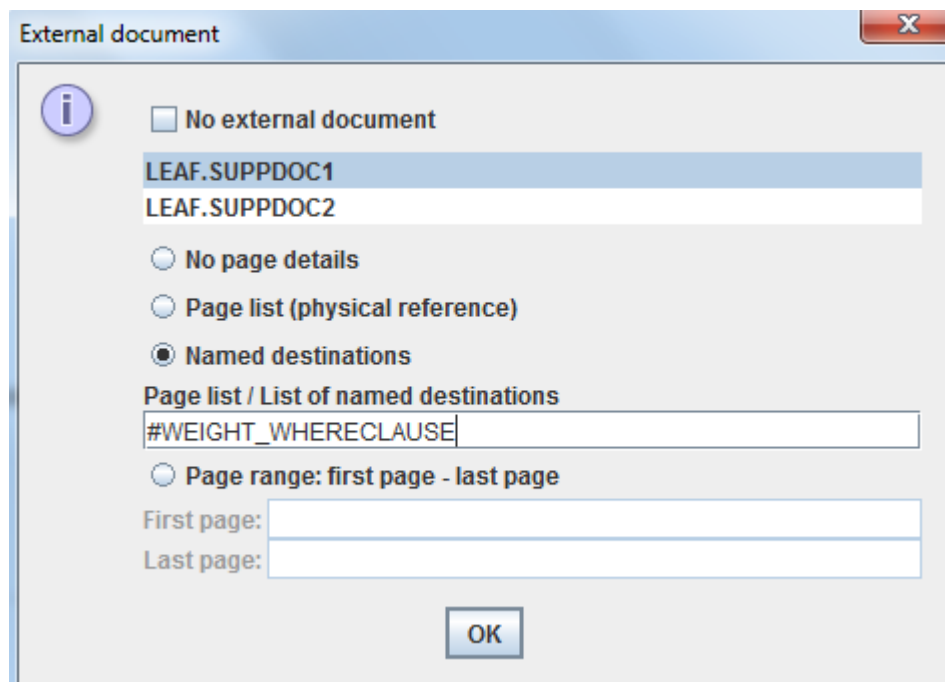 External document
No external document
LEAF.SUPPDOC1
LEAF.SUPPDOC2
No page details
Page list (physical reference)
Named destinations
Page list / List of named destinations
#WEIGHT_WHERECLAUSE
Page range: first page - last page
First page:
Last page:
OK